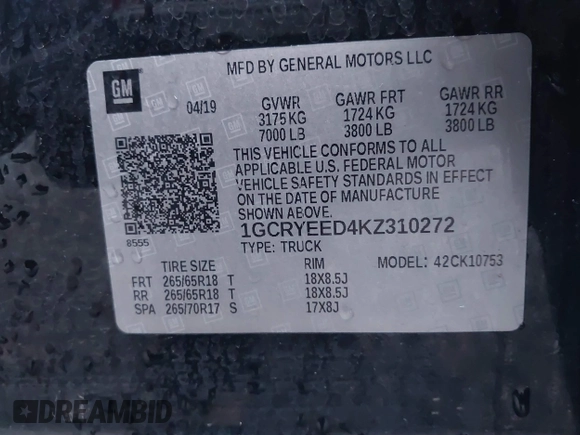 GM
MFD BY GENERAL MOTORS LLC
04/19 GVWR GAWR FRT GAWR RR
3175 KG 1724 KG 1724 KG
7000 LB 3800 LB 3800 LB
THIS VEHICLE CONFORMS TO ALL
APPLICABLE U.S. FEDERAL MOTOR
VEHICLE SAFETY STANDARDS IN EFFECT
ON THE DATE OF MANUFACTURE
SHOWN ABOVE.
8555 1GCRYEED4KZ310272
TYPE: TRUCK MODEL: 42CK10753
TIRE SIZE RIM
FRT 265/65R18 T 18X8.5J
RR 265/65R18 T 18X8.5J
SPA 265/70R17 S 17X8J
DREAMBID